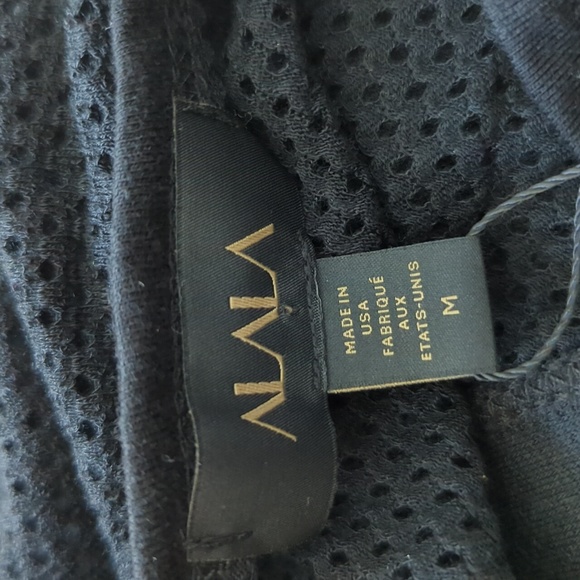 ALALA
MADE IN
USA
FABRIQUÉ
AUX
ETATS-UNIS
M